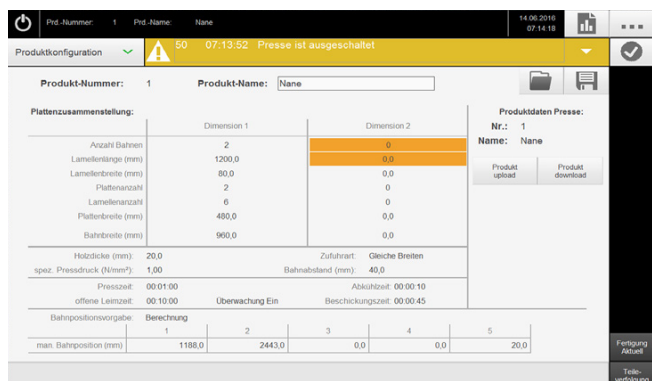 Prd.-Nummer: 1 Prd.-Name: Nane
14.06.2016
07:14:18
Produktkonfiguration
50 07:13:52 Presse ist ausgeschaltet
Produkt-Nummer: 1 Produkt-Name: Nane
Plattenzusammenstellung:
Dimension 1 Dimension 2
Anzahl Bahnen 2 0
Lamellenlänge (mm) 1200,0 0,0
Lamellenbreite (mm) 80,0 0,0
Plattenanzahl 2 0
Lamellenanzahl 6 0
Plattenbreite (mm) 480,0 0,0
Bahnbreite (mm) 960,0 0,0
Holzdicke (mm): 20,0 Zufuhrart: Gleiche Breiten
spez. Pressdruck (N/mm²): 1,00 Bahnabstand (mm): 40,0
Presszeit: 00:01:00 Abkühlzeit: 00:00:10
offene Leimzeit: 00:10:00 Überwachung Ein Beschickungszeit: 00:00:45
Bahnpositionsvorgabe: Berechnung
1 2 3 4 5
man. Bahnposition (mm) 1188,0 2443,0 0,0 0,0 20,0
Produktdaten Presse:
Nr.: 1
Name: Nane
Produkt upload
Produkt download
Fertigung
Aktuell
Teile-
verfolgung